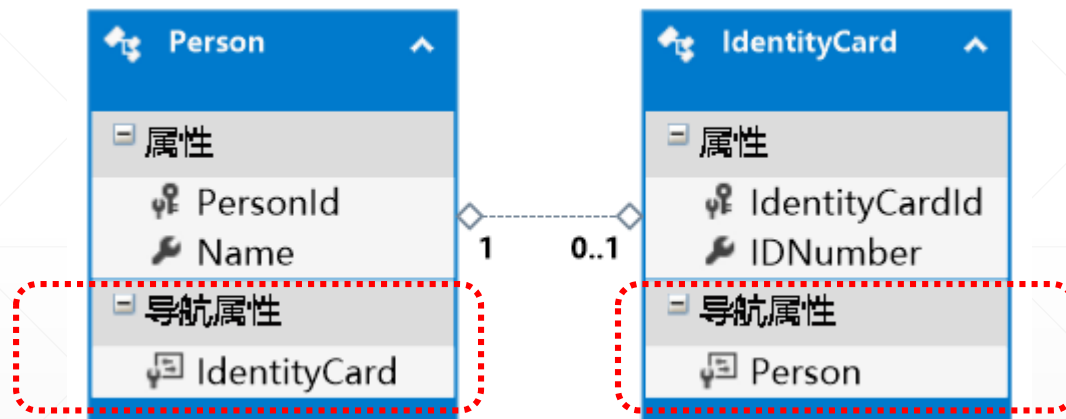 Person
属性
PersonId
Name
导航属性
IdentityCard
1
0..1
IdentityCard
属性
IdentityCardId
IDNumber
导航属性
Person